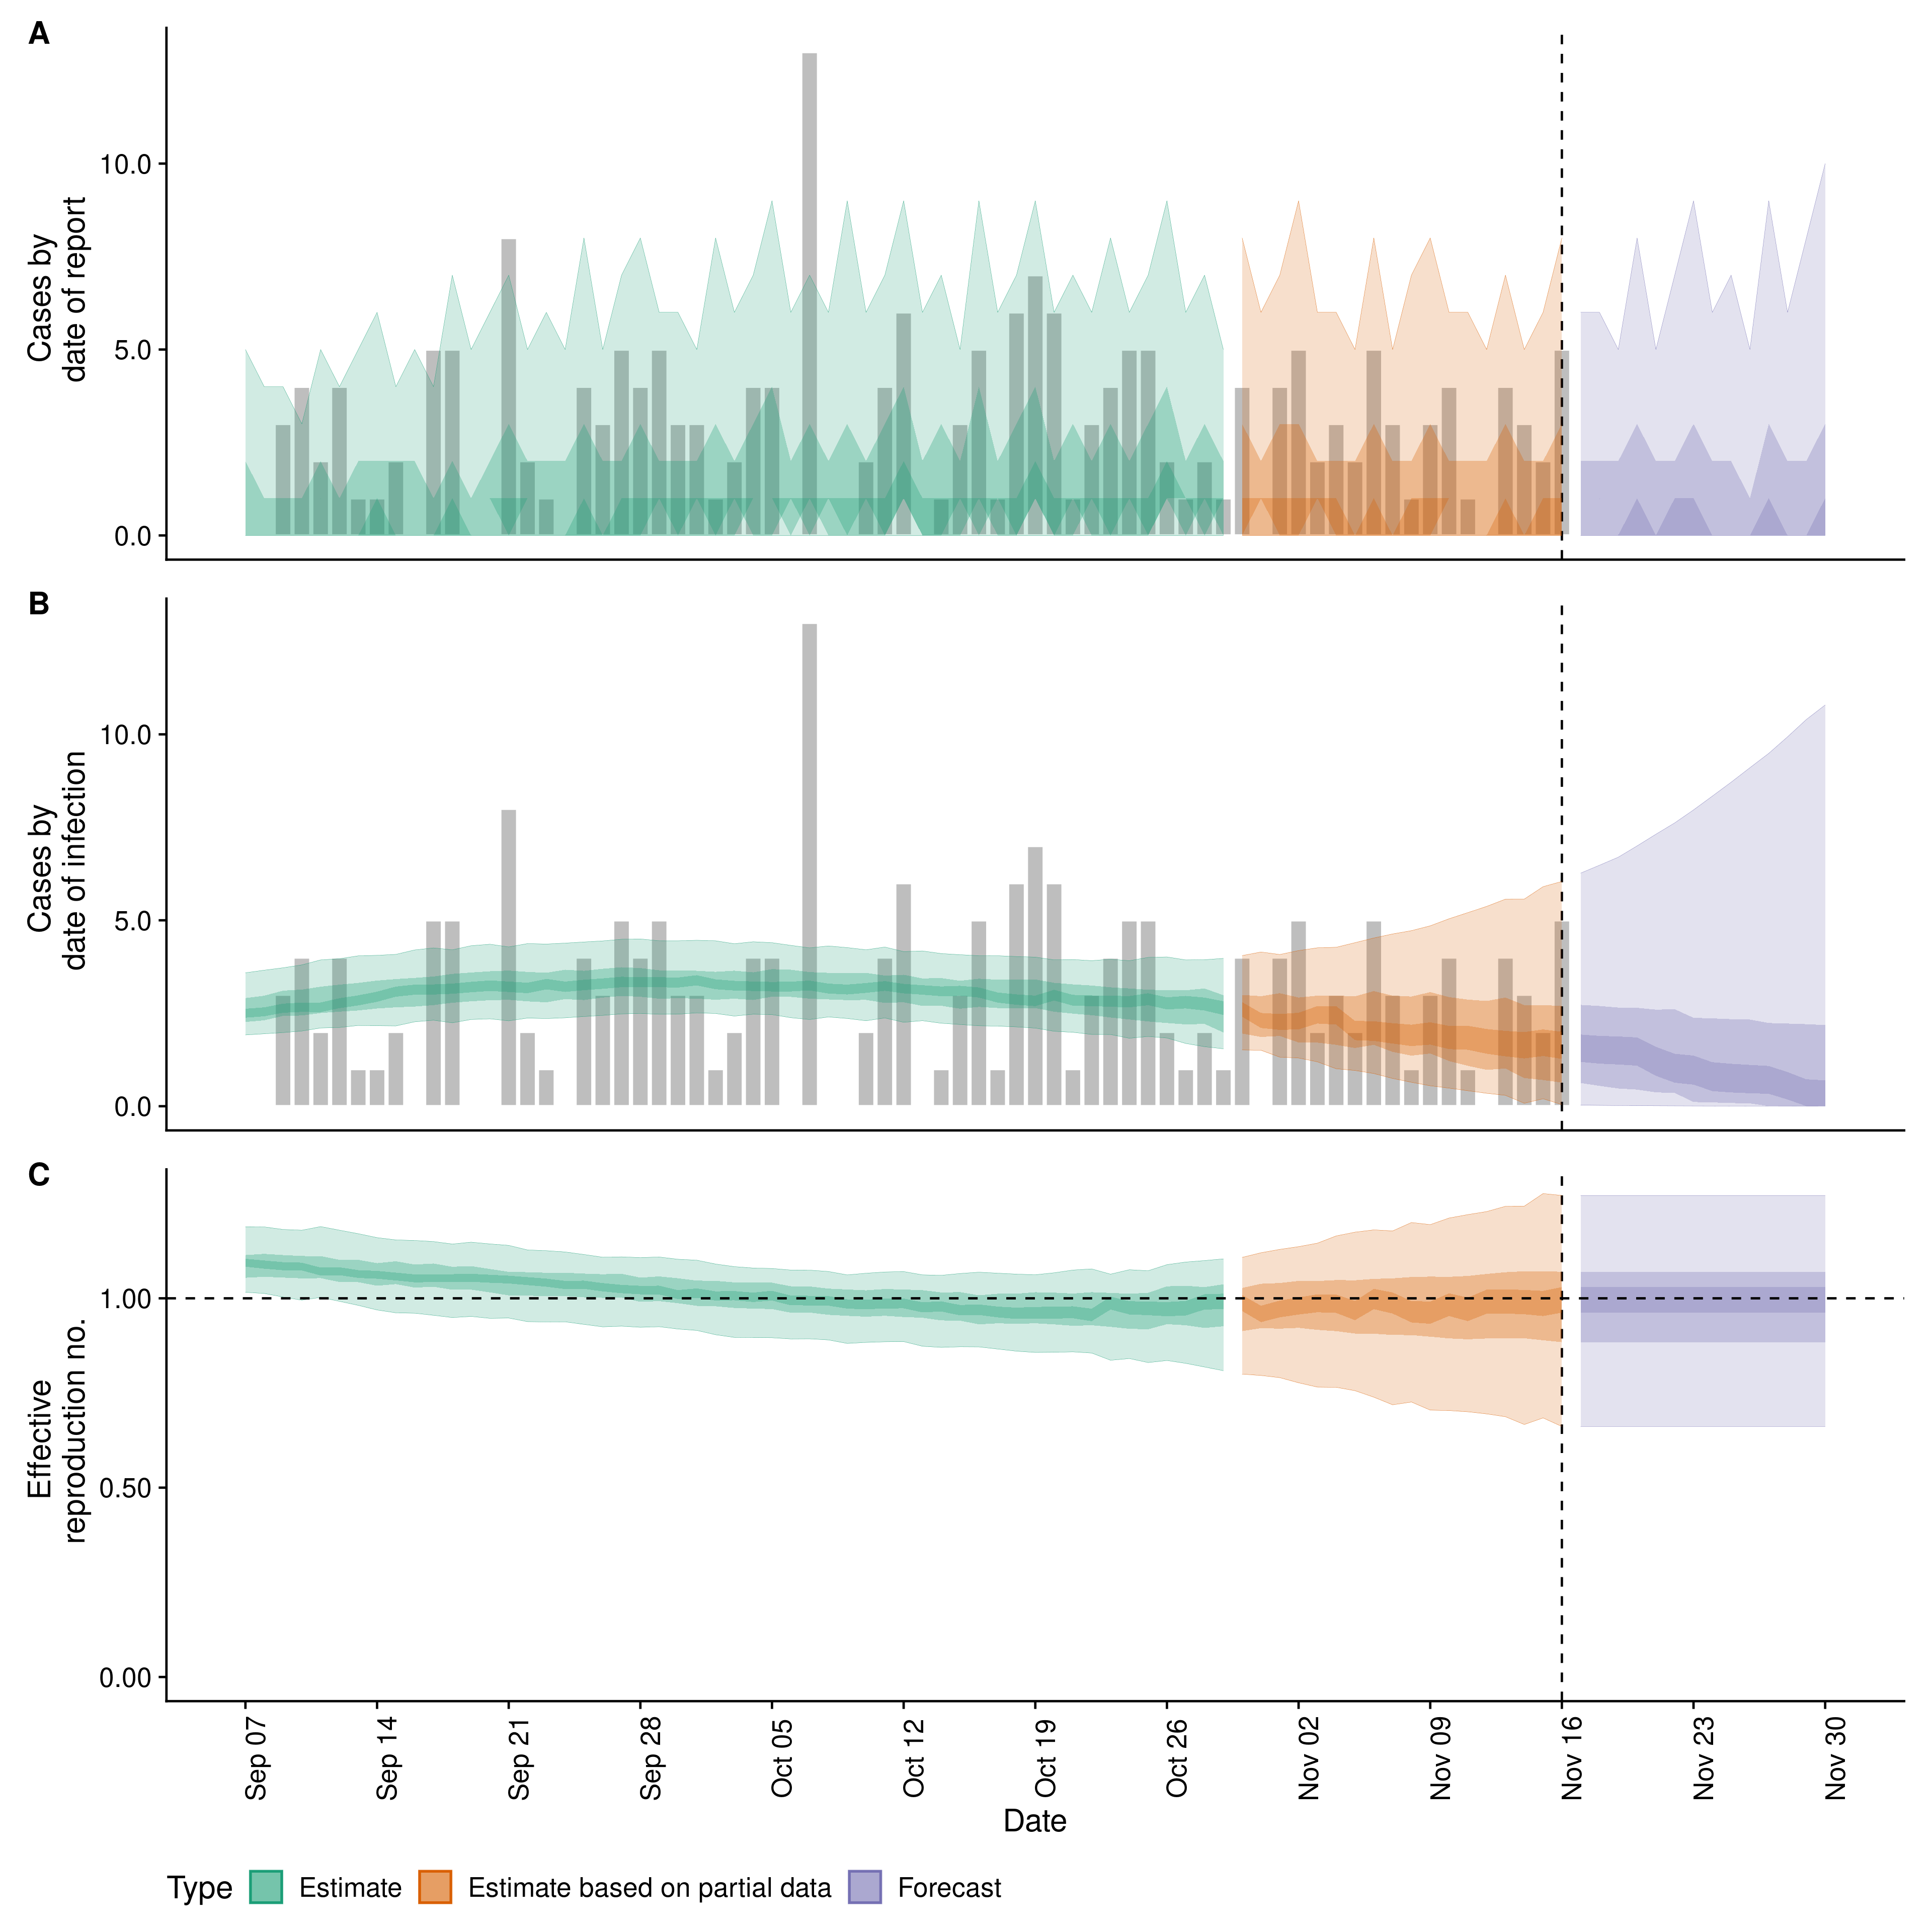 A
Cases by
date of report
10.0
5.0
0.0
B
Cases by
date of infection
10.0
5.0
0.0
C
Effective
reproduction no.
1.00
0.50
0.00
Sep 07
Sep 14
Sep 21
Sep 28
Oct 05
Oct 12
Oct 19
Oct 26
Nov 02
Nov 09
Nov 16
Nov 23
Nov 30
Date
Type Estimate Estimate based on partial data Forecast